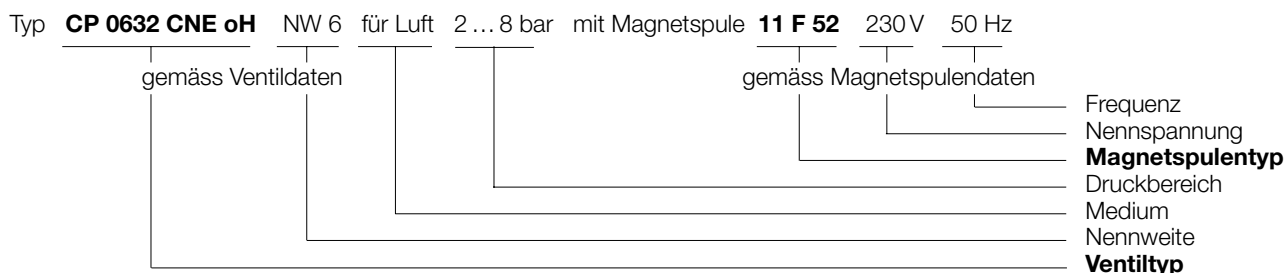 Typ CP 0632 CNE oH NW 6 für Luft 2 … 8 bar mit Magnetspule 11 F 52 230 V 50 Hz
gemäss Ventildaten gemäss Magnetspulendaten
Frequenz
Nennspannung
Magnetspulentyp
Druckbereich
Medium
Nennweite
Ventiltyp